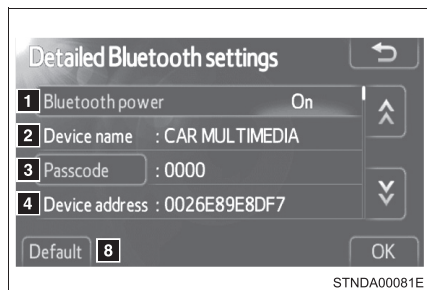 Detailed Bluetooth settings
1 Bluetooth power On
2 Device name : CAR MULTIMEDIA
3 Passcode : 0000
4 Device address : 0026E89E8DF7
Default 8 OK
STNDA00081E